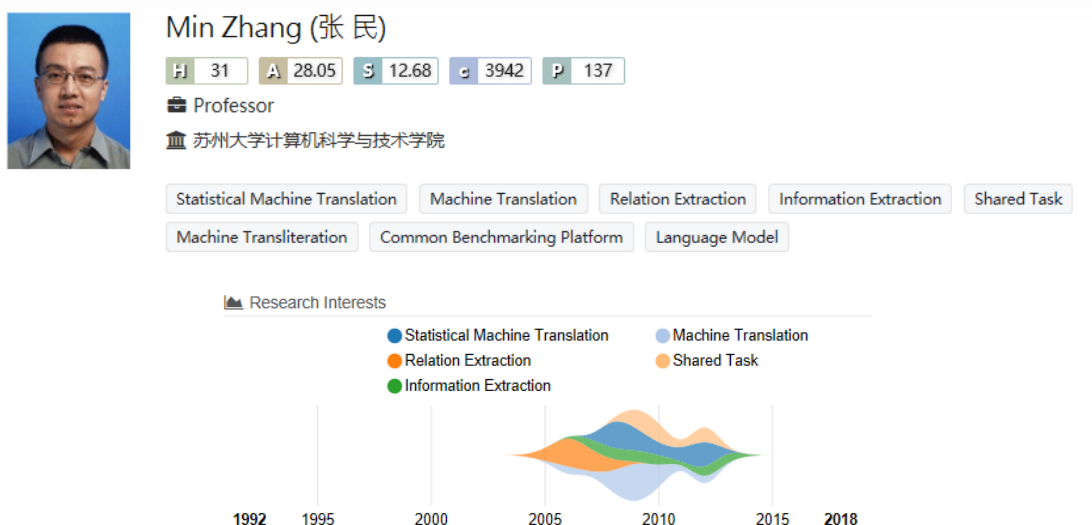 Min Zhang (张 民)
H 31 A 28.05 S 12.68 c 3942 P 137
Professor
苏州大学计算机科学与技术学院
Statistical Machine Translation Machine Translation Relation Extraction Information Extraction Shared Task
Machine Transliteration Common Benchmarking Platform Language Model
Research Interests
Statistical Machine Translation Machine Translation
Relation Extraction Shared Task
Information Extraction
1992 1995 2000 2005 2010 2015 2018